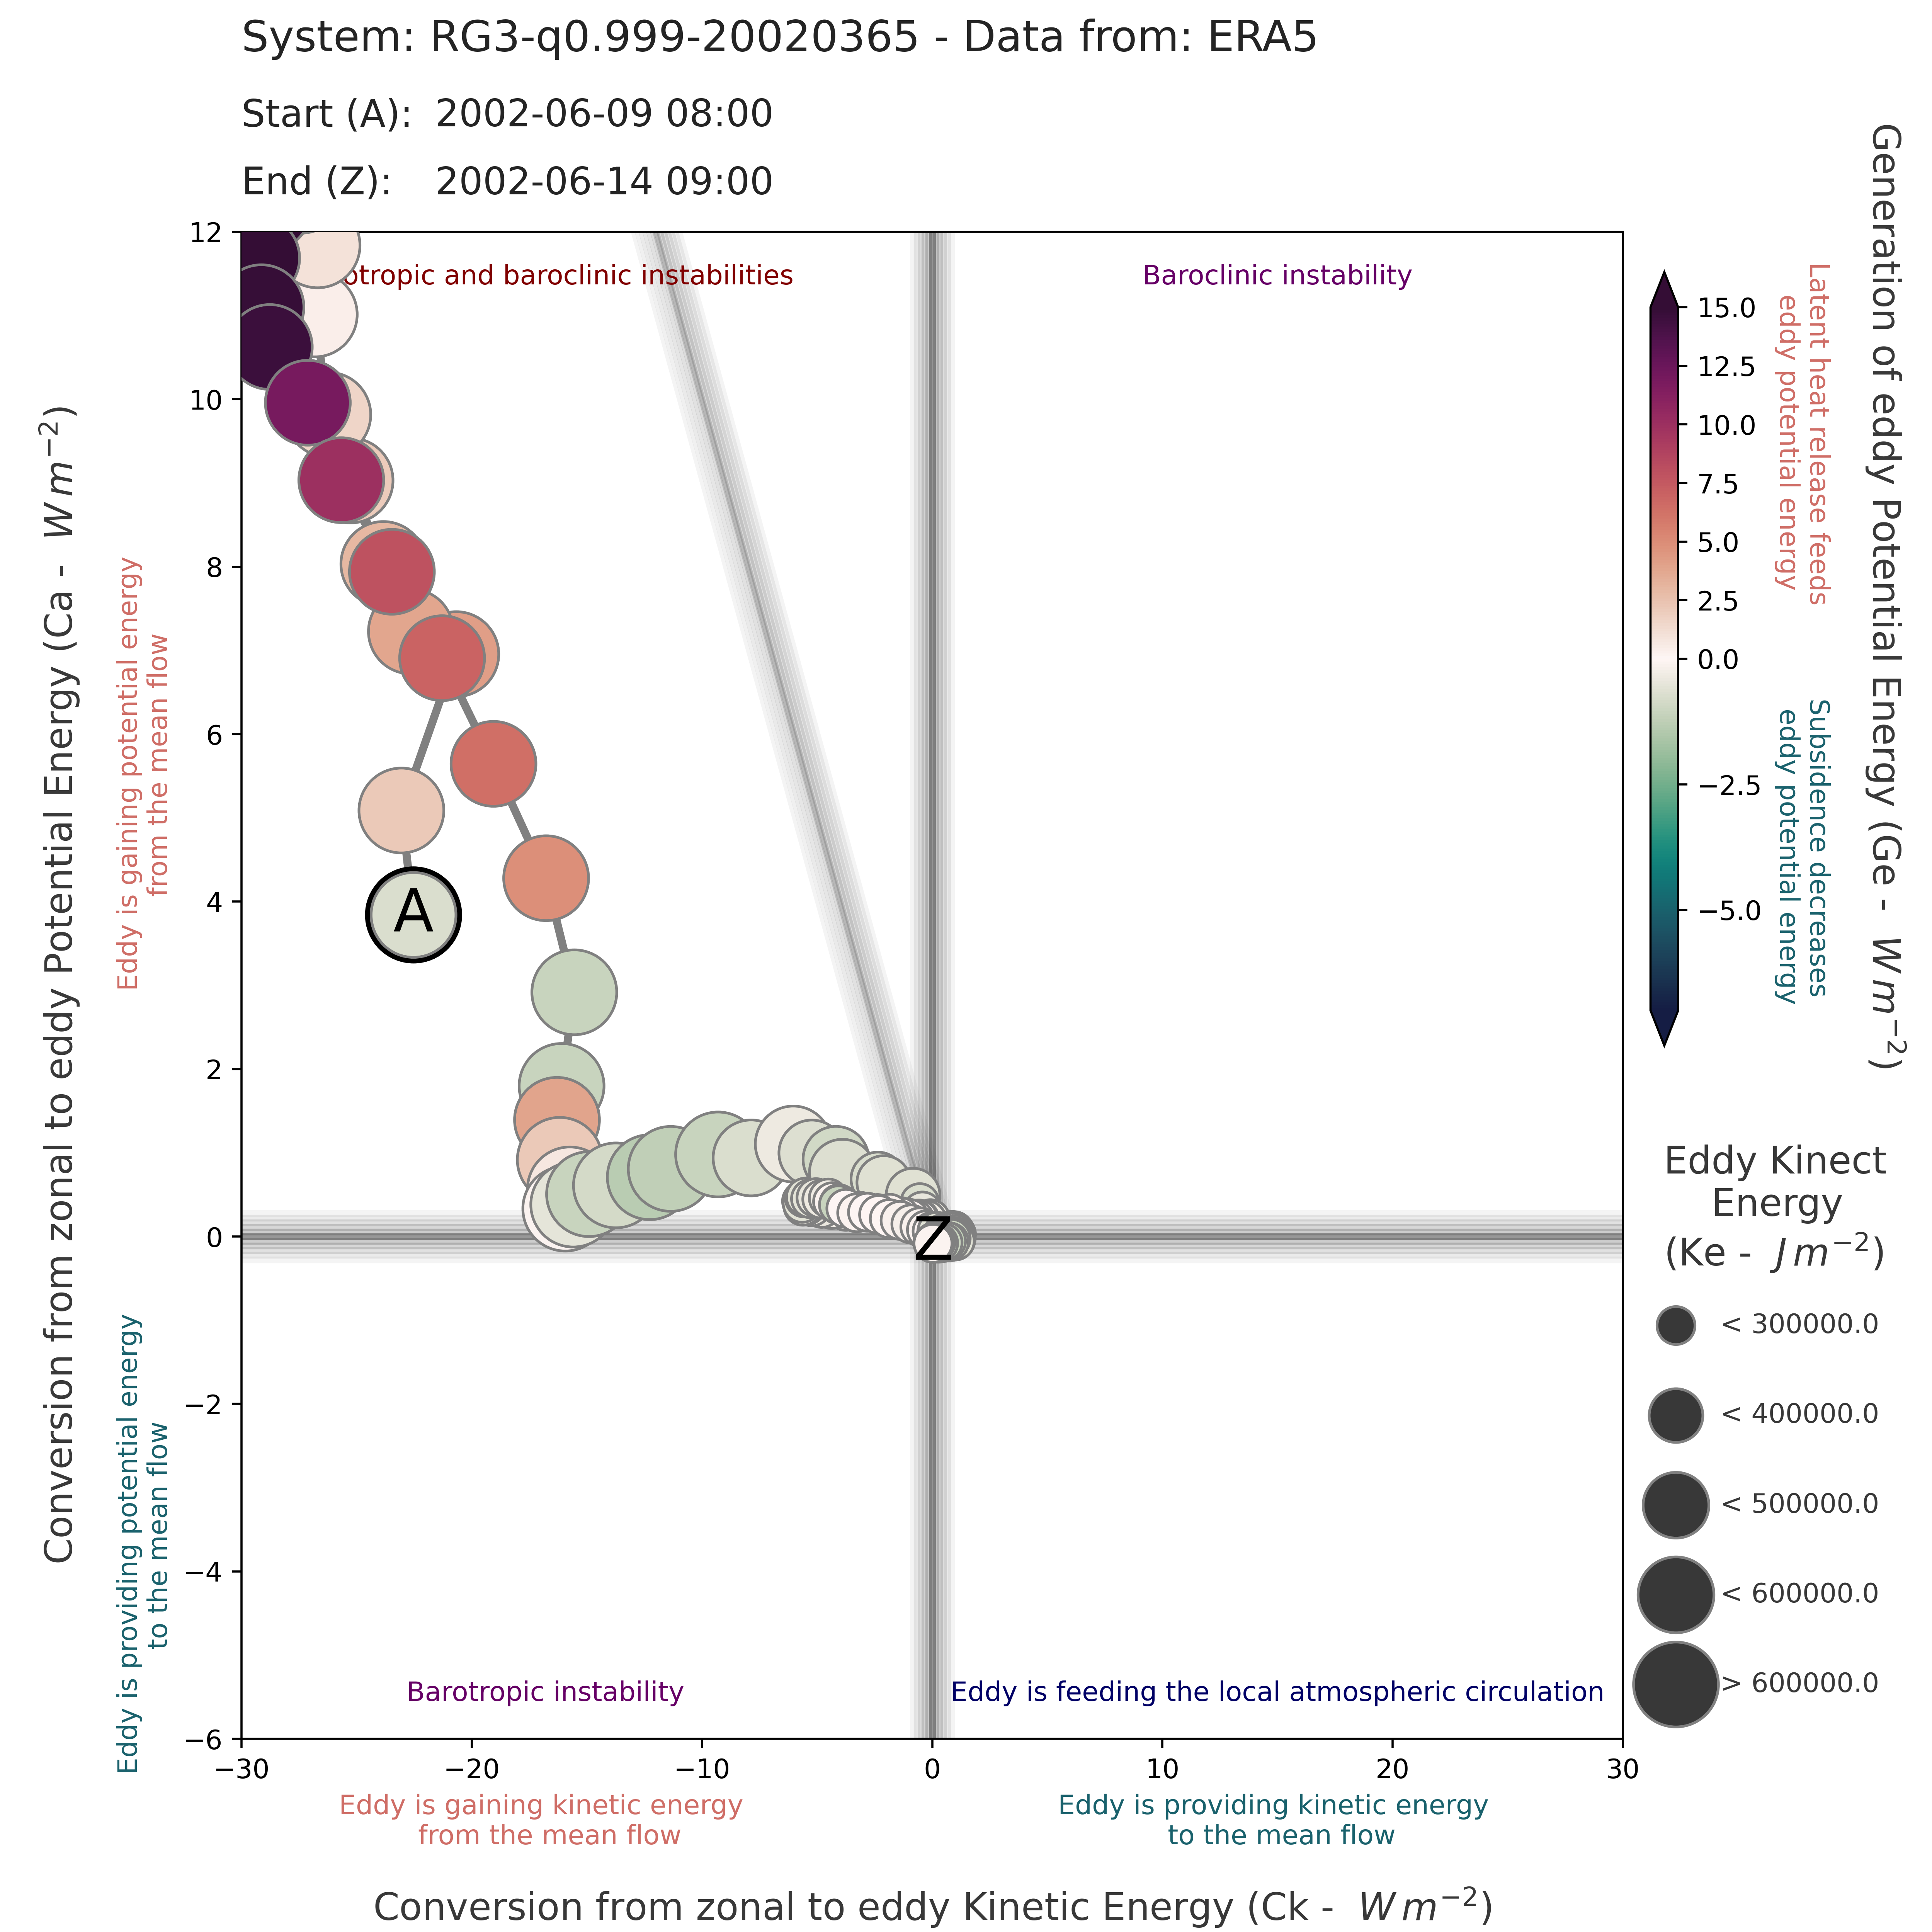 System: RG3-q0.999-20020365 - Data from: ERA5
Start (A): 2002-06-09 08:00
End (Z): 2002-06-14 09:00
Conversion from zonal to eddy Potential Energy (Ca - W m⁻²)
Eddy is gaining potential energy
from the mean flow
Eddy is providing potential energy
to the mean flow
12
10
8
6
4
2
0
−2
−4
−6
otropic and baroclinic instabilities
Baroclinic instability
A
Z
Barotropic instability
Eddy is feeding the local atmospheric circulation
−30
−20
−10
0
10
20
30
Eddy is gaining kinetic energy
from the mean flow
Eddy is providing kinetic energy
to the mean flow
Conversion from zonal to eddy Kinetic Energy (Ck - W m⁻²)
15.0
12.5
10.0
7.5
5.0
2.5
0.0
−2.5
−5.0
Latent heat release feeds
eddy potential energy
Subsidence decreases
eddy potential energy
Generation of eddy Potential Energy (Ge - W m⁻²)
Eddy Kinect
Energy
(Ke - J m⁻²)
< 300000.0
< 400000.0
< 500000.0
< 600000.0
> 600000.0